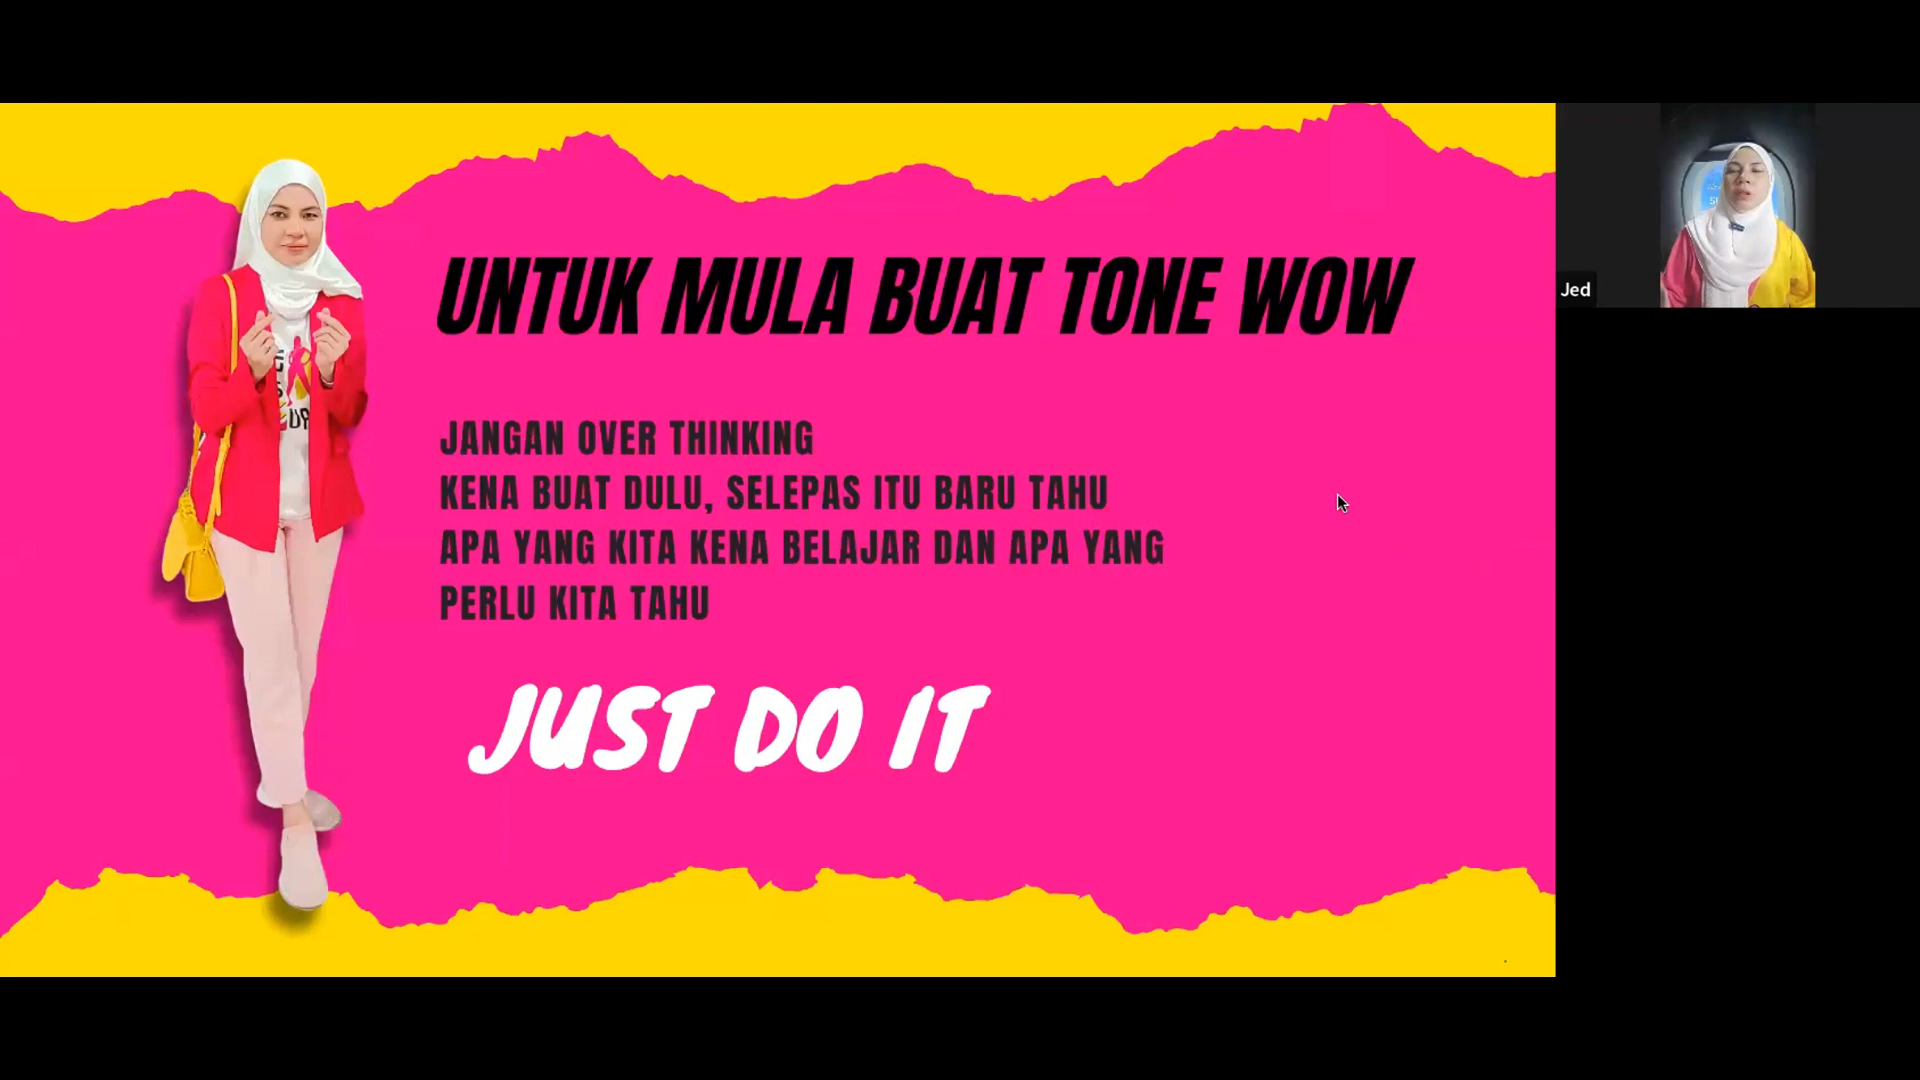 UNTUK MULA BUAT TONE WOW
JANGAN OVER THINKING
KENA BUAT DULU, SELEPAS ITU BARU TAHU
APA YANG KITA KENA BELAJAR DAN APA YANG
PERLU KITA TAHU
JUST DO IT
Jed